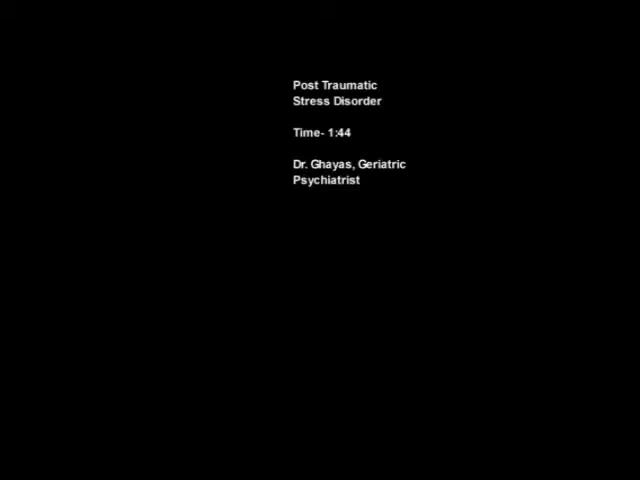 Post Traumatic
Stress Disorder
Time- 1:44
Dr. Ghayas, Geriatric
Psychiatrist